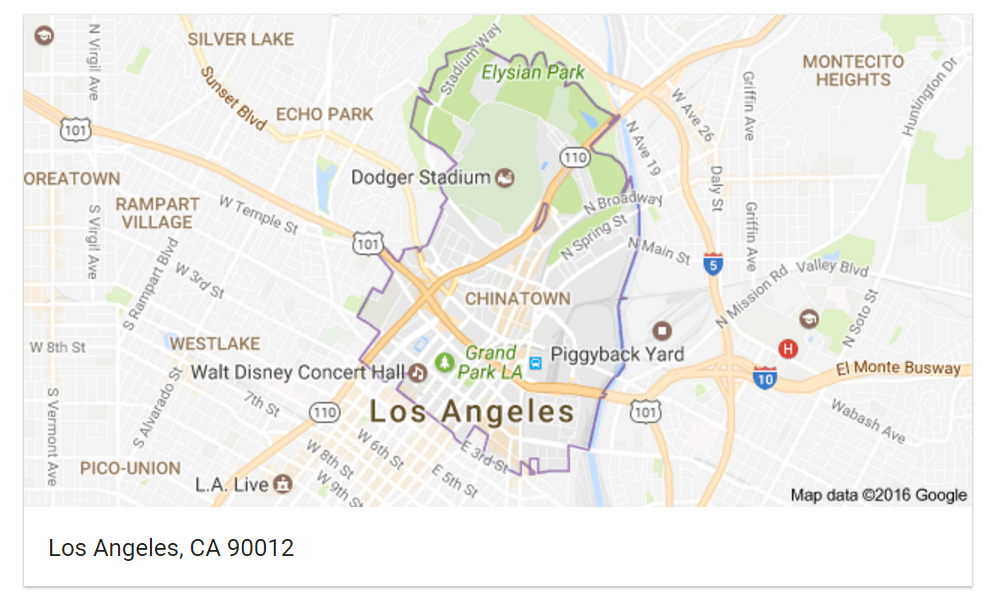 SILVER LAKE
N Virgil Ave
Stadium Way
Elysian Park
MONTECITO
HEIGHTS
Sunset Blvd
ECHO PARK
Griffin Ave
W Ave 26
Huntington Dr
101
N Ave 19
110
OREATOWN
Dodger Stadium
Daly St
RAMPART
VILLAGE
W Temple St
N Broadway
S Virgil Ave
N Spring St
Griffin Ave
101
N Main St
5
Valley Blvd
W 3rd St
S Rampart Blvd
CHINATOWN
N Mission Rd
N Soto St
W 8th St
WESTLAKE
Grand
Park LA
Piggyback Yard
H
Walt Disney Concert Hall
El Monte Busway
10
S Vermont Ave
S Alvarado St
7th St
110
Los Angeles
101
Wabash Ave
W 6th St
W 8th St
E 3rd St
PICO-UNION
E 5th St
L.A. Live
W 9th St
Map data ©2016 Google
Los Angeles, CA 90012